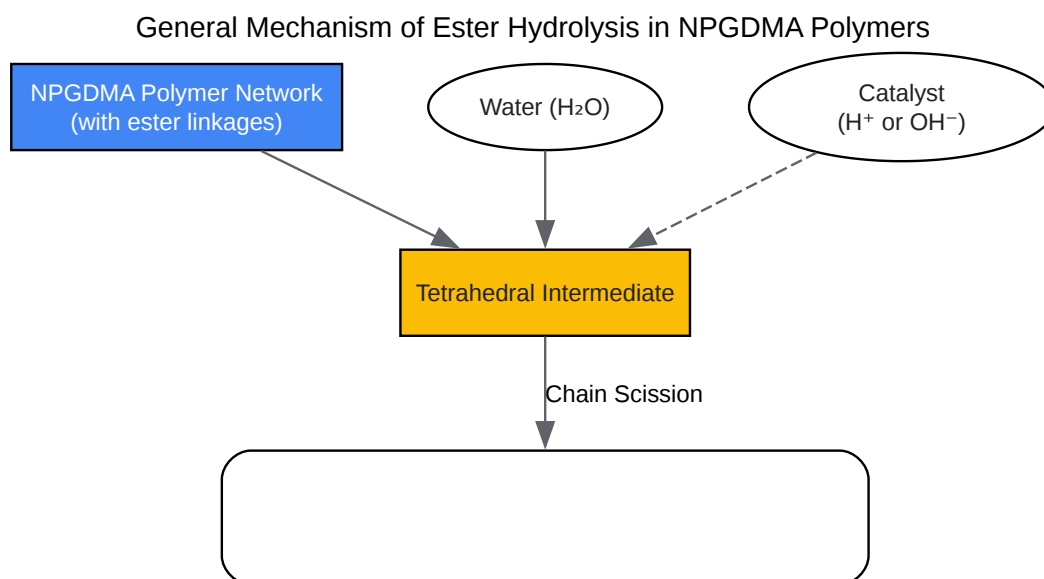 General Mechanism of Ester Hydrolysis in NPGDMA Polymers
NPGDMA Polymer Network
(with ester linkages)
Water (H₂O)
Catalyst
(H⁺ or OH⁻)
Tetrahedral Intermediate
Chain Scission